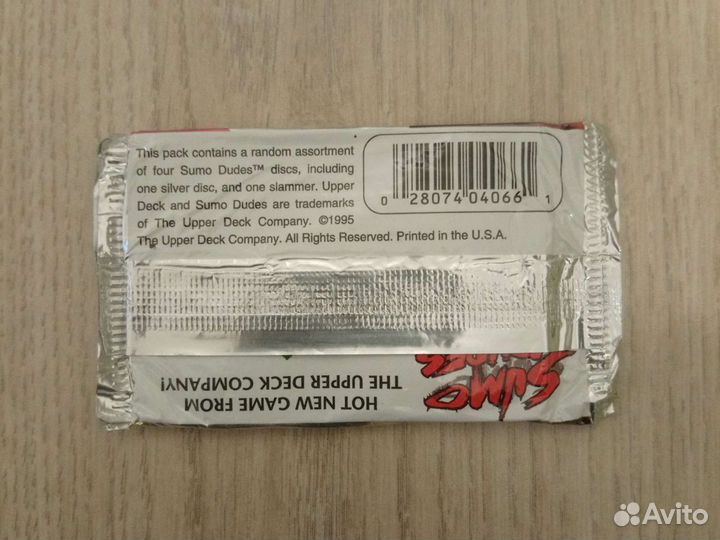 This pack contains a random assortment
of four Sumo Dudes™ discs, including
one silver disc, and one slammer. Upper
Deck and Sumo Dudes are trademarks
of The Upper Deck Company. ©1995
The Upper Deck Company. All Rights Reserved. Printed in the U.S.A.
0 28074 04066 1
HOT NEW GAME FROM
THE UPPER DECK COMPANY!
SUMO
DUDES
Avito